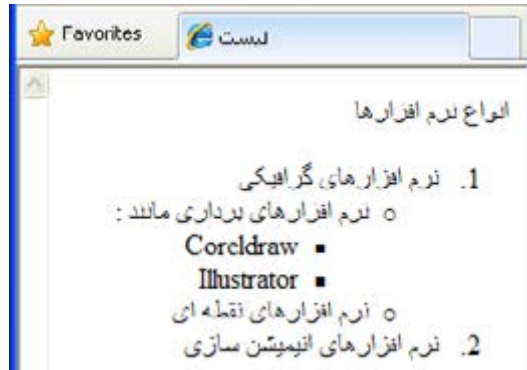 Favorites
لیست
انواع نرم افزارها
1. نرم افزارهای گرافیکی
o نرم افزارهای برداری مانند :
▪ Coreldraw
▪ Illustrator
o نرم افزارهای نقطه ای
2. نرم افزارهای انیمیشن سازی